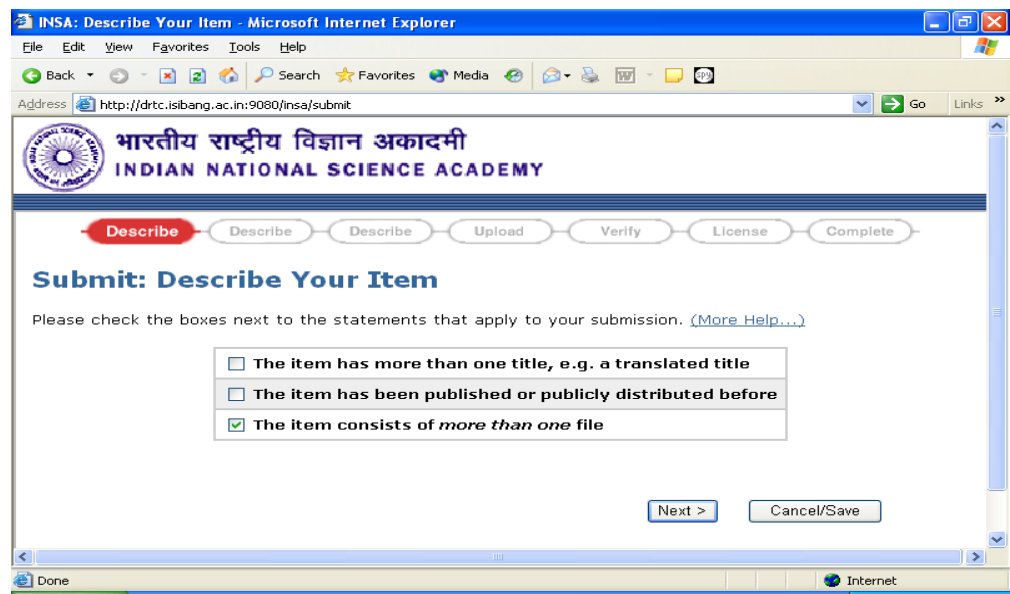 INSA: Describe Your Item - Microsoft Internet Explorer
File Edit View Favorites Tools Help
Back Search Favorites Media
Address http://drtc.isibang.ac.in:9080/insa/submit Go Links »
भारतीय राष्ट्रीय विज्ञान अकादमी
INDIAN NATIONAL SCIENCE ACADEMY
Describe Describe Describe Upload Verify License Complete
Submit: Describe Your Item
Please check the boxes next to the statements that apply to your submission. (More Help...)
The item has more than one title, e.g. a translated title
The item has been published or publicly distributed before
The item consists of more than one file
Next > Cancel/Save
Done Internet